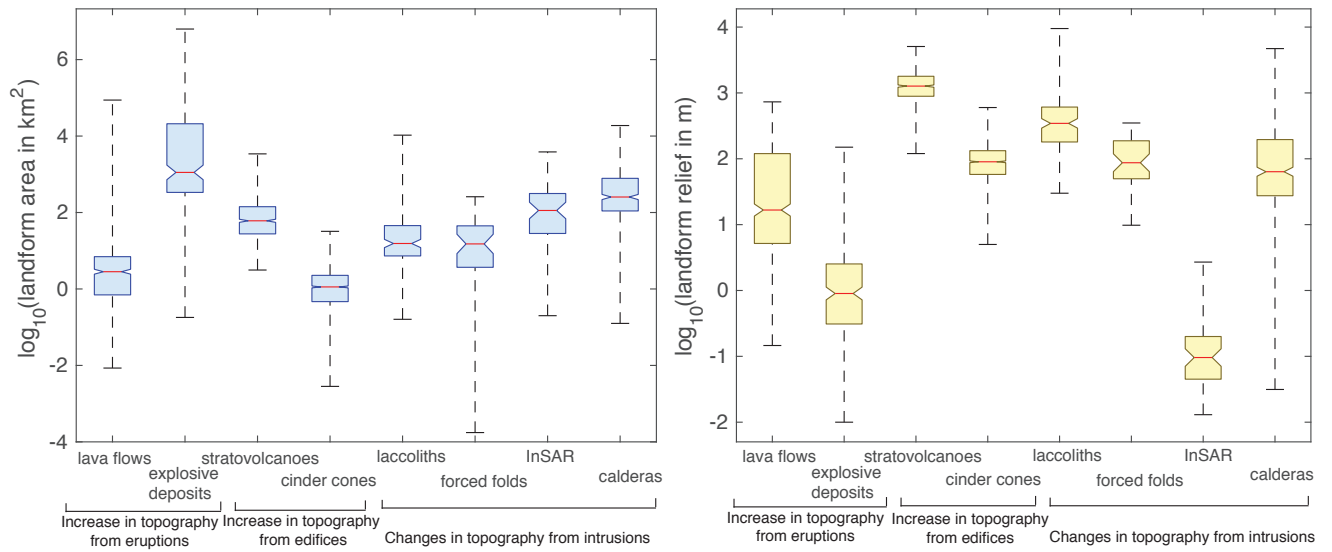 log10(landform area in km2)
6
4
2
0
-2
-4
lava flows
explosive
deposits
stratovolcanoes
cinder cones
laccoliths
forced folds
InSAR
calderas
Increase in topography
from eruptions
Increase in topography
from edifices
Changes in topography from intrusions
log10(landform relief in m)
4
3
2
1
0
-1
-2
lava flows
explosive
deposits
stratovolcanoes
cinder cones
laccoliths
forced folds
InSAR
calderas
Increase in topography
from eruptions
Increase in topography
from edifices
Changes in topography from intrusions